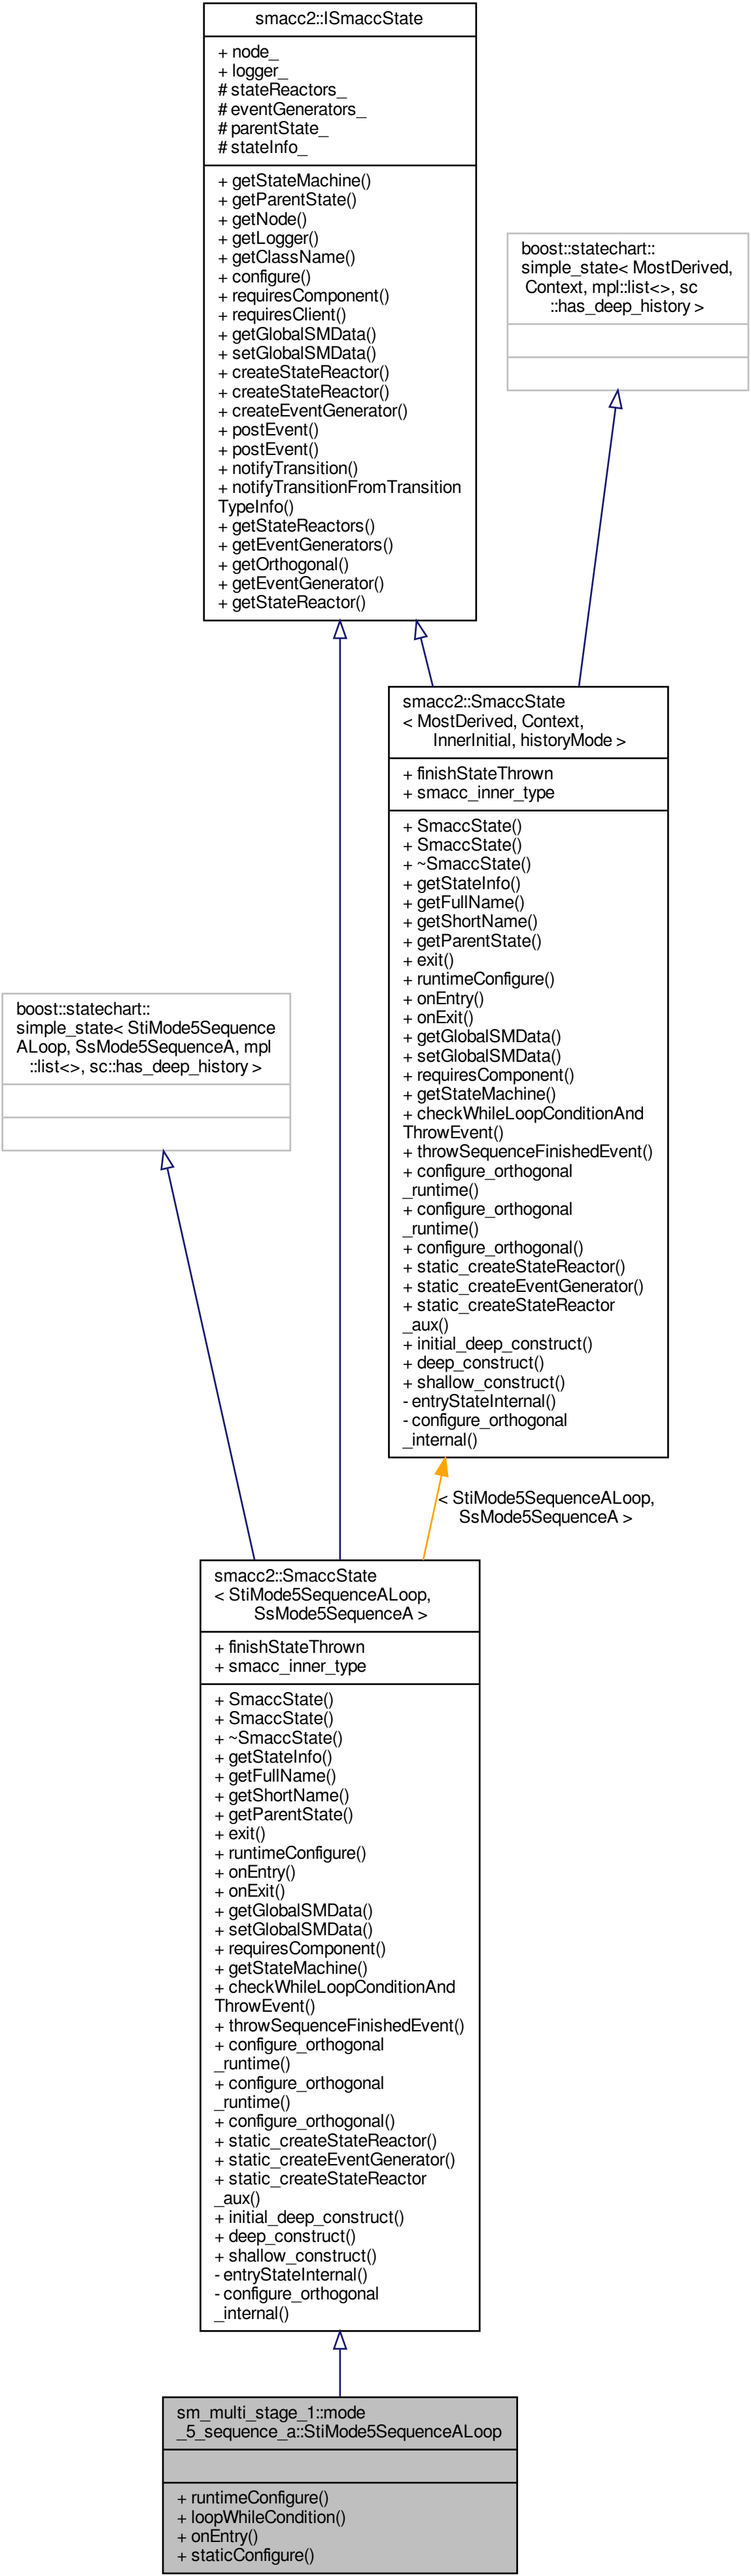 smacc2::ISmaccState
+ node_
+ logger_
# stateReactors_
# eventGenerators_
# parentState_
# stateInfo_
+ getStateMachine()
+ getParentState()
+ getNode()
+ getLogger()
+ getClassName()
+ configure()
+ requiresComponent()
+ requiresClient()
+ getGlobalSMData()
+ setGlobalSMData()
+ createStateReactor()
+ createStateReactor()
+ createEventGenerator()
+ postEvent()
+ postEvent()
+ notifyTransition()
+ notifyTransitionFromTransition
TypeInfo()
+ getStateReactors()
+ getEventGenerators()
+ getOrthogonal()
+ getEventGenerator()
+ getStateReactor()
boost::statechart::
simple_state< MostDerived,
Context, mpl::list<>, sc
::has_deep_history >
smacc2::SmaccState
< MostDerived, Context,
InnerInitial, historyMode >
+ finishStateThrown
+ smacc_inner_type
+ SmaccState()
+ SmaccState()
+ ~SmaccState()
+ getStateInfo()
+ getFullName()
+ getShortName()
+ getParentState()
+ exit()
+ runtimeConfigure()
+ onEntry()
+ onExit()
+ getGlobalSMData()
+ setGlobalSMData()
+ requiresComponent()
+ getStateMachine()
+ checkWhileLoopConditionAnd
ThrowEvent()
+ throwSequenceFinishedEvent()
+ configure_orthogonal
_runtime()
+ configure_orthogonal
_runtime()
+ configure_orthogonal()
+ static_createStateReactor()
+ static_createEventGenerator()
+ static_createStateReactor
_aux()
+ initial_deep_construct()
+ deep_construct()
+ shallow_construct()
- entryStateInternal()
- configure_orthogonal
_internal()
boost::statechart::
simple_state< StiMode5Sequence
ALoop, SsMode5SequenceA, mpl
::list<>, sc::has_deep_history >
< StiMode5SequenceALoop,
SsMode5SequenceA >
smacc2::SmaccState
< StiMode5SequenceALoop,
SsMode5SequenceA >
+ finishStateThrown
+ smacc_inner_type
+ SmaccState()
+ SmaccState()
+ ~SmaccState()
+ getStateInfo()
+ getFullName()
+ getShortName()
+ getParentState()
+ exit()
+ runtimeConfigure()
+ onEntry()
+ onExit()
+ getGlobalSMData()
+ setGlobalSMData()
+ requiresComponent()
+ getStateMachine()
+ checkWhileLoopConditionAnd
ThrowEvent()
+ throwSequenceFinishedEvent()
+ configure_orthogonal
_runtime()
+ configure_orthogonal
_runtime()
+ configure_orthogonal()
+ static_createStateReactor()
+ static_createEventGenerator()
+ static_createStateReactor
_aux()
+ initial_deep_construct()
+ deep_construct()
+ shallow_construct()
- entryStateInternal()
- configure_orthogonal
_internal()
sm_multi_stage_1::mode
_5_sequence_a::StiMode5SequenceALoop
+ runtimeConfigure()
+ loopWhileCondition()
+ onEntry()
+ staticConfigure()